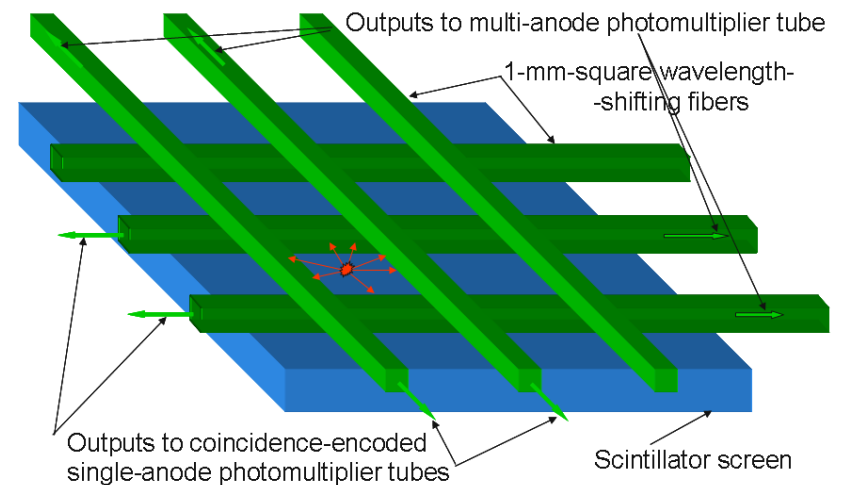 Outputs to multi-anode photomultiplier tube
1-mm-square wavelength-
-shifting fibers
Outputs to coincidence-encoded
single-anode photomultiplier tubes
Scintillator screen